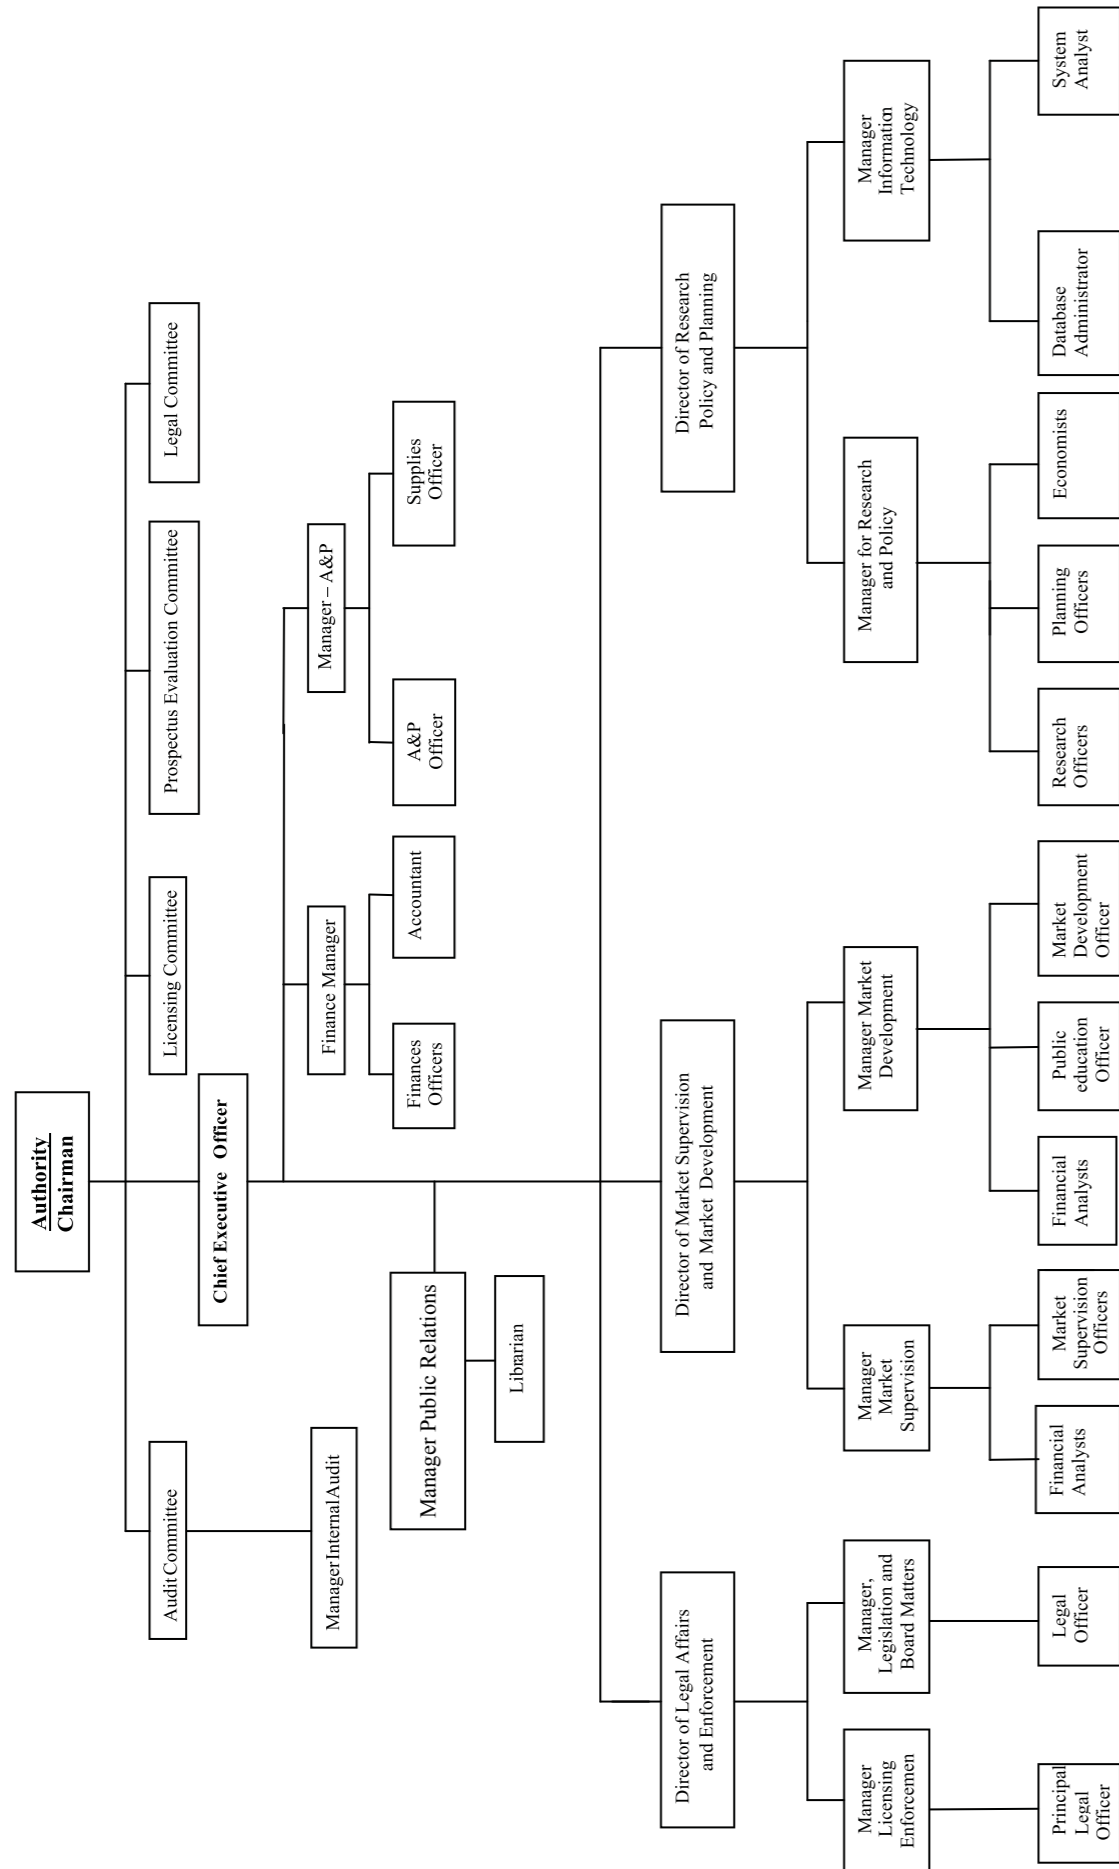 Authority
Chairman
Audit Committee
Licensing Committee
Prospectus Evaluation Committee
Legal Committee
Chief Executive Officer
Manager Internal Audit
Finance Manager
Manager – A&P
Finances
Officers
Accountant
A&P
Officer
Supplies
Officer
Manager Public Relations
Librarian
Director of Legal Affairs
and Enforcement
Director of Market Supervision
and Market Development
Director of Research
Policy and Planning
Manager
Licensing
Enforcemen
Manager,
Legislation and
Board Matters
Manager
Market
Supervision
Manager Market
Development
Manager for Research
and Policy
Manager
Information
Technology
Principal
Legal
Officer
Legal
Officer
Financial
Analysts
Market
Supervision
Officers
Financial
Analysts
Public
education
Officer
Market
Development
Officer
Research
Officers
Planning
Officers
Economists
Database
Administrator
System
Analyst